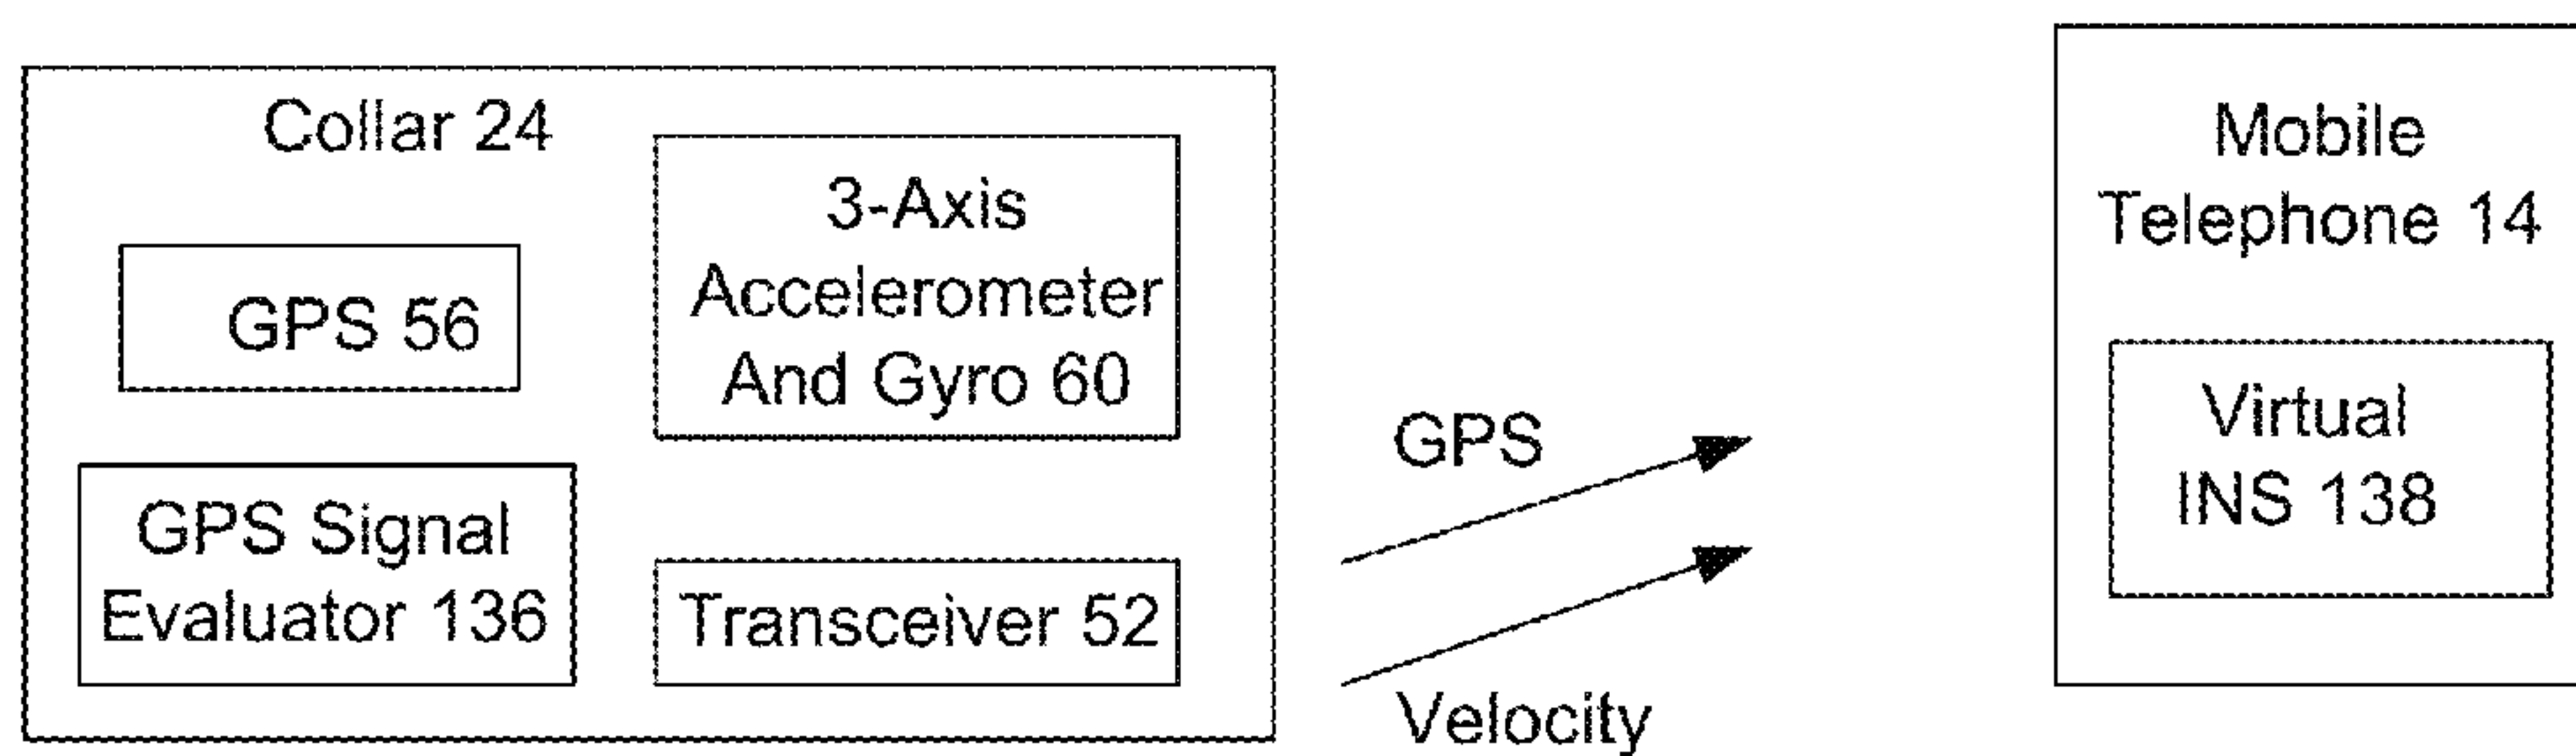 Collar 24
GPS 56
3-Axis
Accelerometer
And Gyro 60
GPS Signal
Evaluator 136
Transceiver 52
GPS
Velocity
Mobile
Telephone 14
Virtual
INS 138